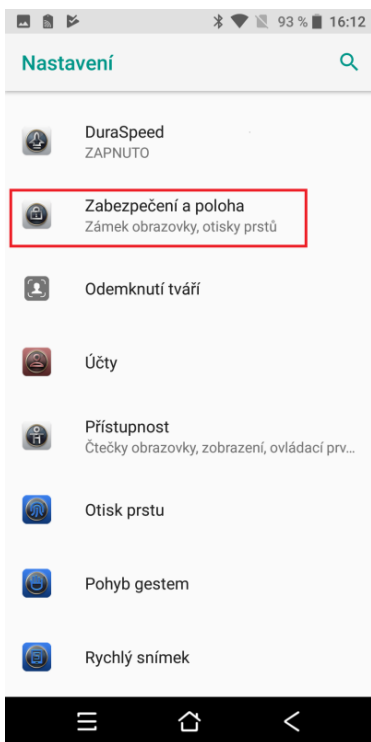 93 % 16:12
Nastavení
DuraSpeed
ZAPNUTO
Zabezpečení a poloha
Zámek obrazovky, otisky prstů
Odemknutí tváří
Účty
Přístupnost
Čtečky obrazovky, zobrazení, ovládací prv...
Otisk prstu
Pohyb gestem
Rychlý snímek